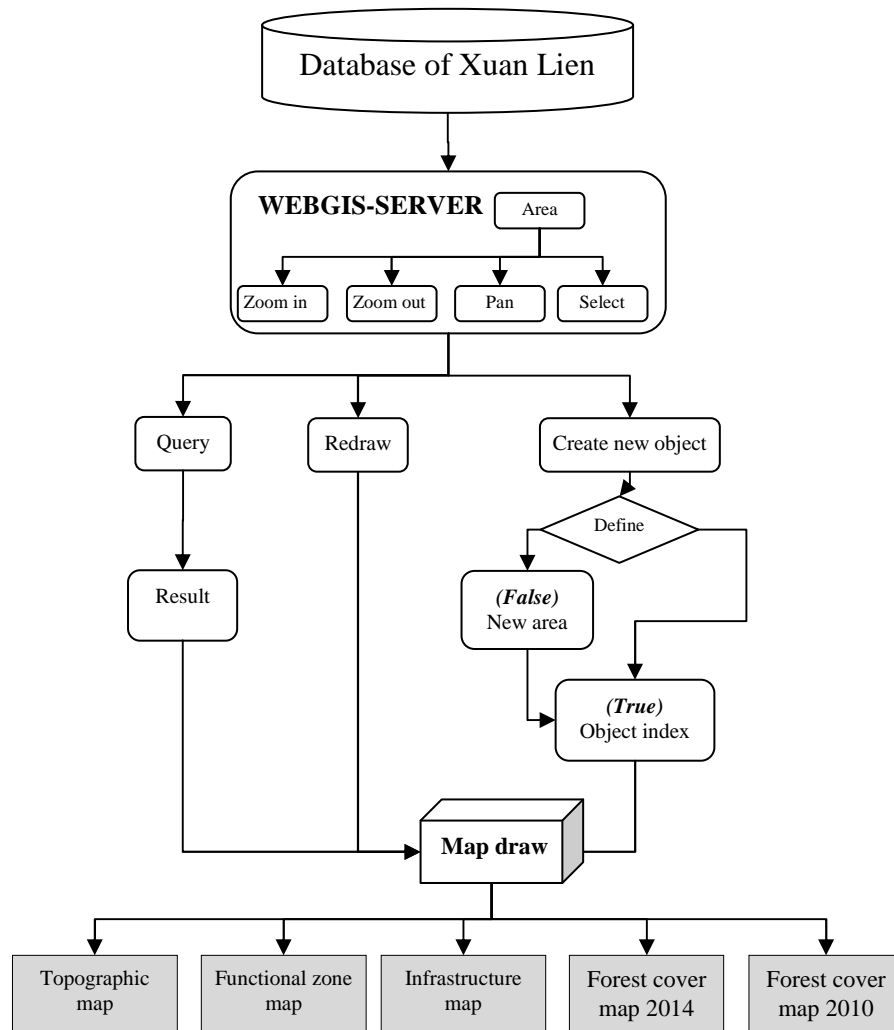 Database of Xuan Lien
WEBGIS-SERVER
Area
Zoom in
Zoom out
Pan
Select
Query
Redraw
Create new object
Define
Result
(False)
New area
(True)
Object index
Map draw
Topographic
map
Functional zone
map
Infrastructure
map
Forest cover
map 2014
Forest cover
map 2010